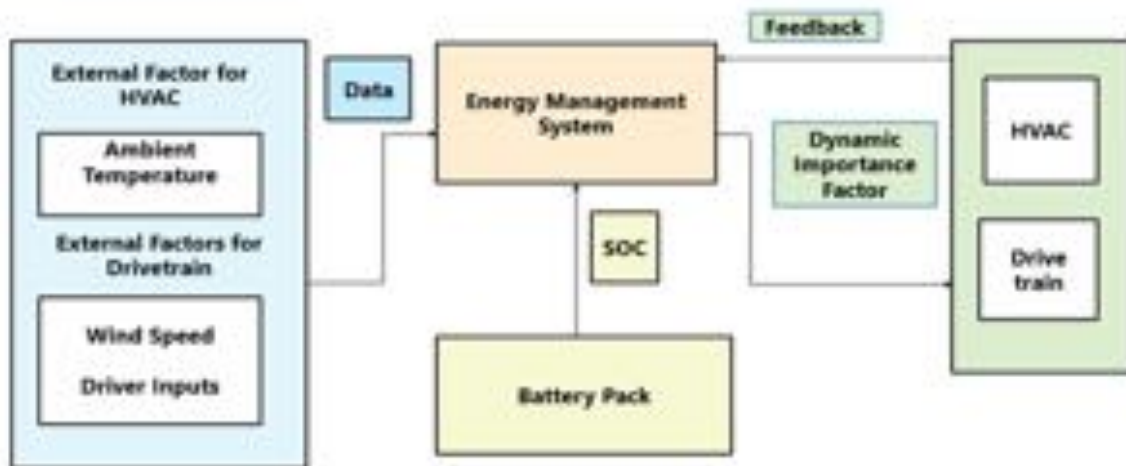 External Factor for
HVAC
Ambient
Temperature
External Factors for
Drivetrain
Wind Speed
Driver Inputs
Data
Energy Management
System
SOC
Battery Pack
Feedback
Dynamic
Importance
Factor
HVAC
Drive
train